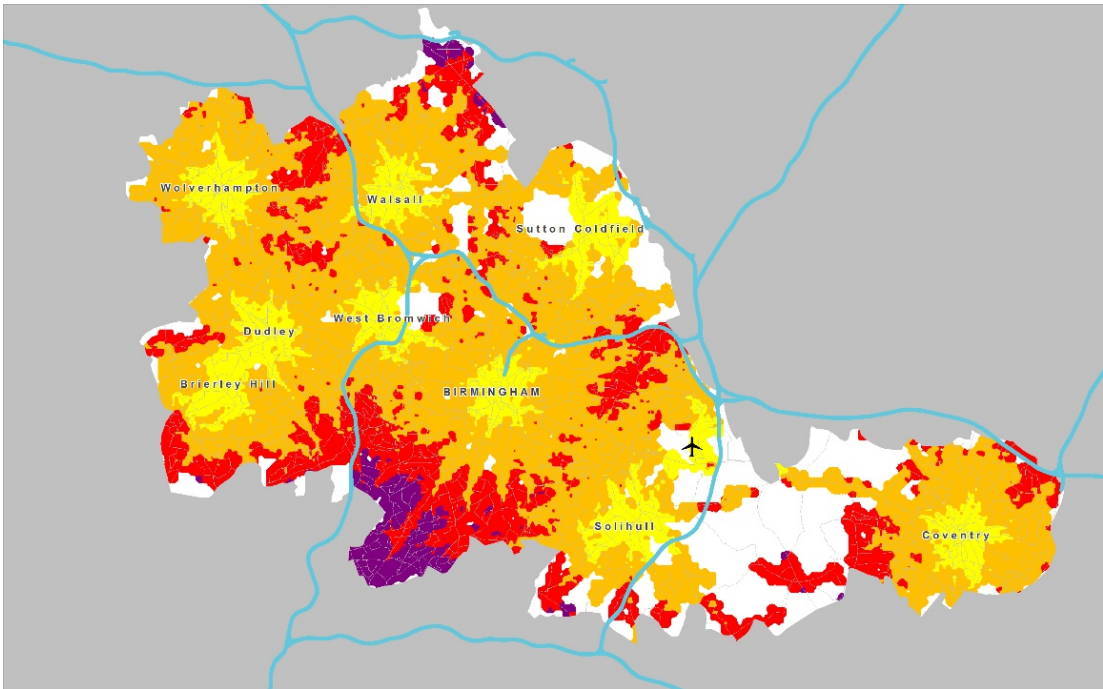 Wolverhampton
Walsall
Sutton Coldfield
West Bromwich
Dudley
Brierley Hill
BIRMINGHAM
Solihull
Coventry